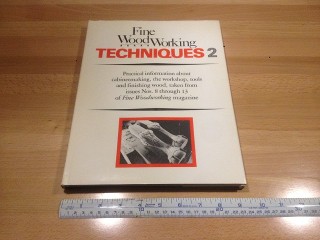 Fine
WoodWorking
TECHNIQUES 2
Practical information about
cabinetmaking, the workshop, tools
and finishing wood, taken from
issues Nos. 8 through 13
of Fine Woodworking magazine